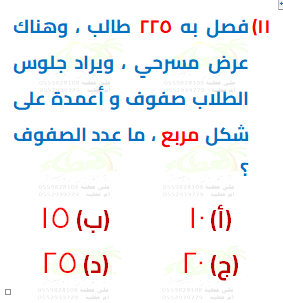 ١١) فصل به ٢٢٥ طالب ، وهناك
عرض مسرحي ، ويراد جلوس
الطلاب صفوف و أعمدة على
شكل مربع ، ما عدد الصفوف
؟
(أ) ١٠ (ب) ١٥
(ج) ٢٠ (د) ٢٥